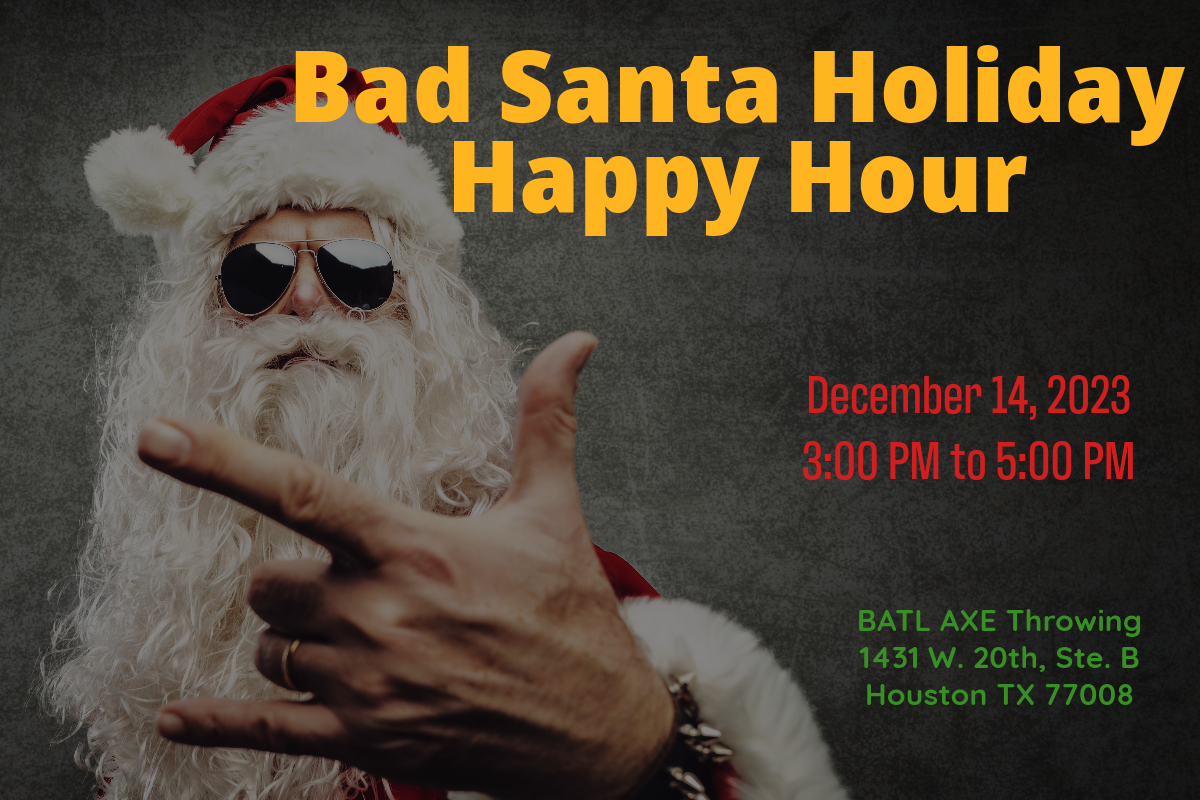 Bad Santa Holiday
Happy Hour
December 14, 2023
3:00 PM to 5:00 PM
BATL AXE Throwing
1431 W. 20th, Ste. B
Houston TX 77008